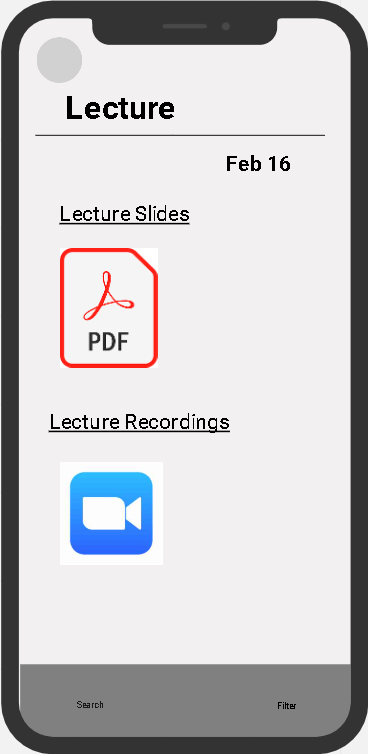 Lecture
Feb 16
Lecture Slides
PDF
Lecture Recordings
Search
Filter